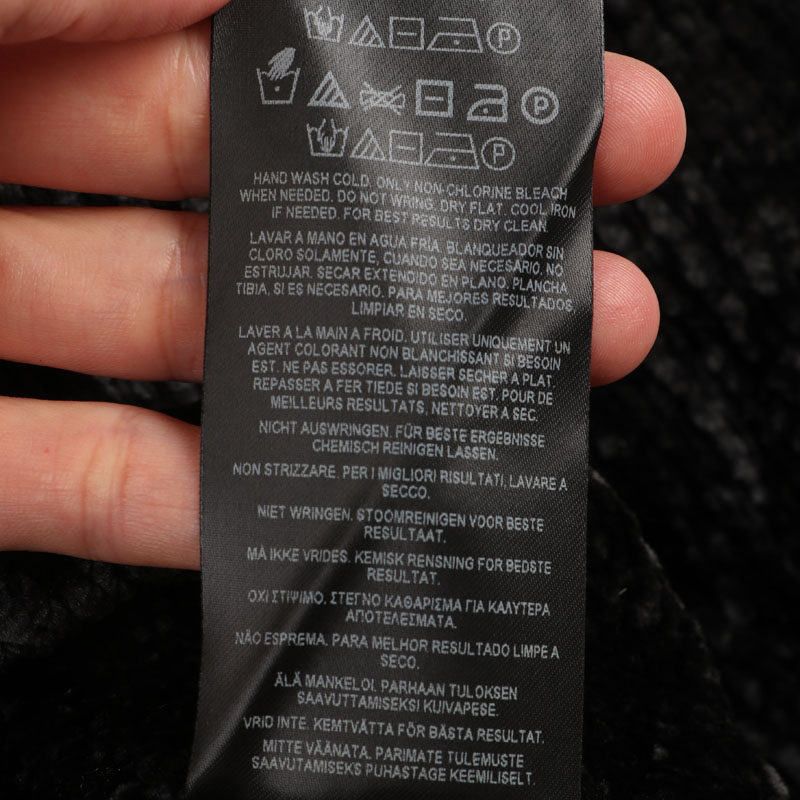 P
P
P
HAND WASH COLD. ONLY NON-CHLORINE BLEACH
WHEN NEEDED. DO NOT WRING. DRY FLAT. COOL IRON
IF NEEDED. FOR BEST RESULTS DRY CLEAN.
LAVAR A MANO EN AGUA FRIA. BLANQUEADOR SIN
CLORO SOLAMENTE, CUANDO SEA NECESARIO. NO
ESTRUJAR. SECAR EXTENDIDO EN PLANO. PLANCHA
TIBIA, SI ES NECESARIO. PARA MEJORES RESULTADOS,
LIMPIAR EN SECO.
LAVER A LA MAIN A FROID. UTILISER UNIQUEMENT UN
AGENT COLORANT NON BLANCHISSANT SI BESOIN
EST. NE PAS ESSORER. LAISSER SECHER A PLAT.
REPASSER A FER TIEDE SI BESOIN EST. POUR DE
MEILLEURS RESULTATS, NETTOYER A SEC.
NICHT AUSWRINGEN. FÜR BESTE ERGEBNISSE
CHEMISCH REINIGEN LASSEN.
NON STRIZZARE. PER I MIGLIORI RISULTATI, LAVARE A
SECCO.
NIET WRINGEN. STOOMREINIGEN VOOR BESTE
RESULTAAT.
MÅ IKKE VRIDES. KEMISK RENSNING FOR BEDSTE
RESULTAT.
ΟΧΙ ΣΤΙΨΙΜΟ. ΣΤΕΓΝΟ ΚΑΘΑΡΙΣΜΑ ΓΙΑ ΚΑΛΥΤΕΡΑ
ΑΠΟΤΕΛΕΣΜΑΤΑ.
NÃO ESPREMA. PARA MELHOR RESULTADO LIMPE A
SECO.
ÄLÄ MANKELOI. PARHAAN TULOKSEN
SAAVUTTAMISEKSI KUIVAPESE.
VRID INTE. KEMTVÄTTA FÖR BÄSTA RESULTAT.
MITTE VÄÄNATA. PARIMATE TULEMUSTE
SAAVUTAMISEKS PUHASTAGE KEEMILISELT.